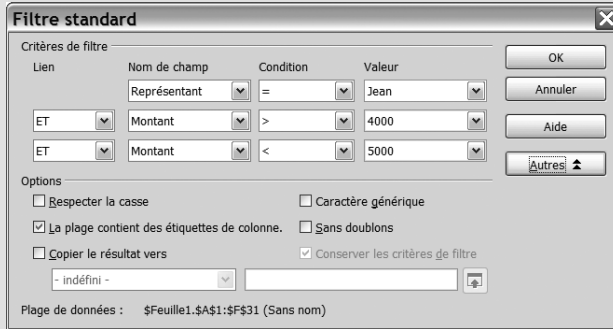 Filtre standard
Critères de filtre
Lien Nom de champ Condition Valeur
Représentant = Jean
ET Montant > 4000
ET Montant < 5000
OK
Annuler
Aide
Autres
Options
Respecter la casse Caractère générique
La plage contient des étiquettes de colonne. Sans doublons
Copier le résultat vers Conserver les critères de filtre
- indéfini -
Plage de données : $Feuille1.$A$1:$F$31 (Sans nom)